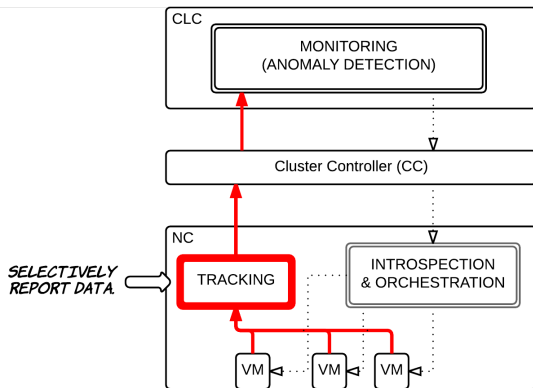 CLC
MONITORING
(ANOMALY DETECTION)
Cluster Controller (CC)
NC
TRACKING
INTROSPECTION
& ORCHESTRATION
SELECTIVELY
REPORT DATA.
VM
VM
VM